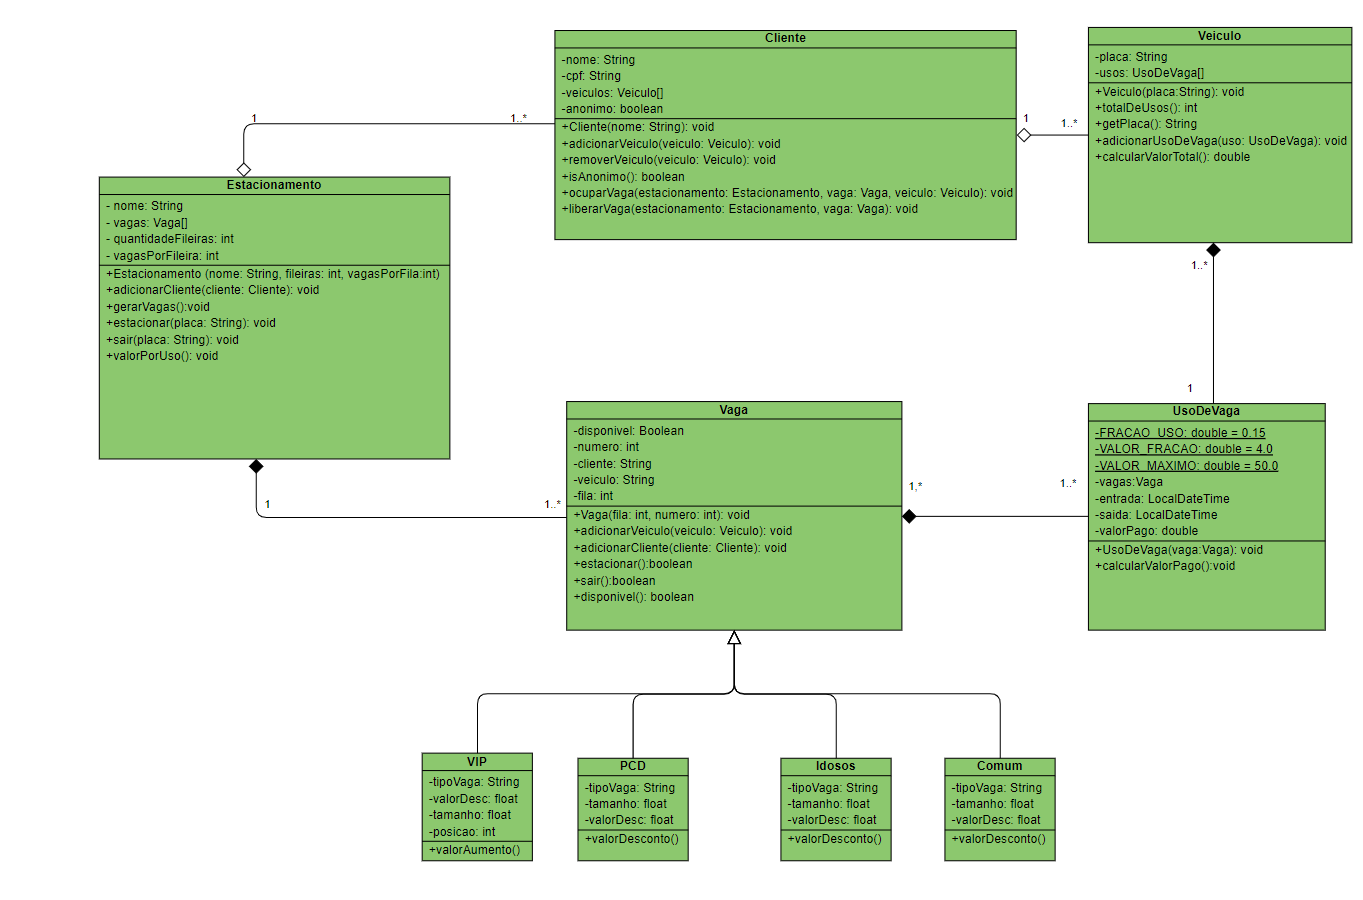 Cliente
-nome: String
-cpf: String
-veiculos: Veiculo[]
-anonimo: boolean
+Cliente(nome: String): void
+adicionarVeiculo(veiculo: Veiculo): void
+removerVeiculo(veiculo: Veiculo): void
+isAnonimo(): boolean
+ocuparVaga(estacionamento: Estacionamento, vaga: Vaga, veiculo: Veiculo): void
+liberarVaga(estacionamento: Estacionamento, vaga: Vaga): void
Veiculo
-placa: String
-usos: UsoDeVaga[]
+Veiculo(placa:String): void
+totalDeUsos(): int
+getPlaca(): String
+adicionarUsoDeVaga(uso: UsoDeVaga): void
+calcularValorTotal(): double
1
1..*
1
1..*
Estacionamento
- nome: String
- vagas: Vaga[]
- quantidadeFileiras: int
- vagasPorFileira: int
+Estacionamento (nome: String, fileiras: int, vagasPorFila:int)
+adicionarCliente(cliente: Cliente): void
+gerarVagas():void
+estacionar(placa: String): void
+sair(placa: String): void
+valorPorUso(): void
1..*
1
1
1..*
Vaga
-disponivel: Boolean
-numero: int
-cliente: String
-veiculo: String
-fila: int
+Vaga(fila: int, numero: int): void
+adicionarVeiculo(veiculo: Veiculo): void
+adicionarCliente(cliente: Cliente): void
+estacionar():boolean
+sair():boolean
+disponivel(): boolean
1,*
1..*
UsoDeVaga
-FRACAO_USO: double = 0.15
-VALOR_FRACAO: double = 4.0
-VALOR_MAXIMO: double = 50.0
-vagas:Vaga
-entrada: LocalDateTime
-saida: LocalDateTime
-valorPago: double
+UsoDeVaga(vaga:Vaga): void
+calcularValorPago():void
VIP
-tipoVaga: String
-valorDesc: float
-tamanho: float
-posicao: int
+valorAumento()
PCD
-tipoVaga: String
-tamanho: float
-valorDesc: float
+valorDesconto()
Idosos
-tipoVaga: String
-tamanho: float
-valorDesc: float
+valorDesconto()
Comum
-tipoVaga: String
-tamanho: float
-valorDesc: float
+valorDesconto()